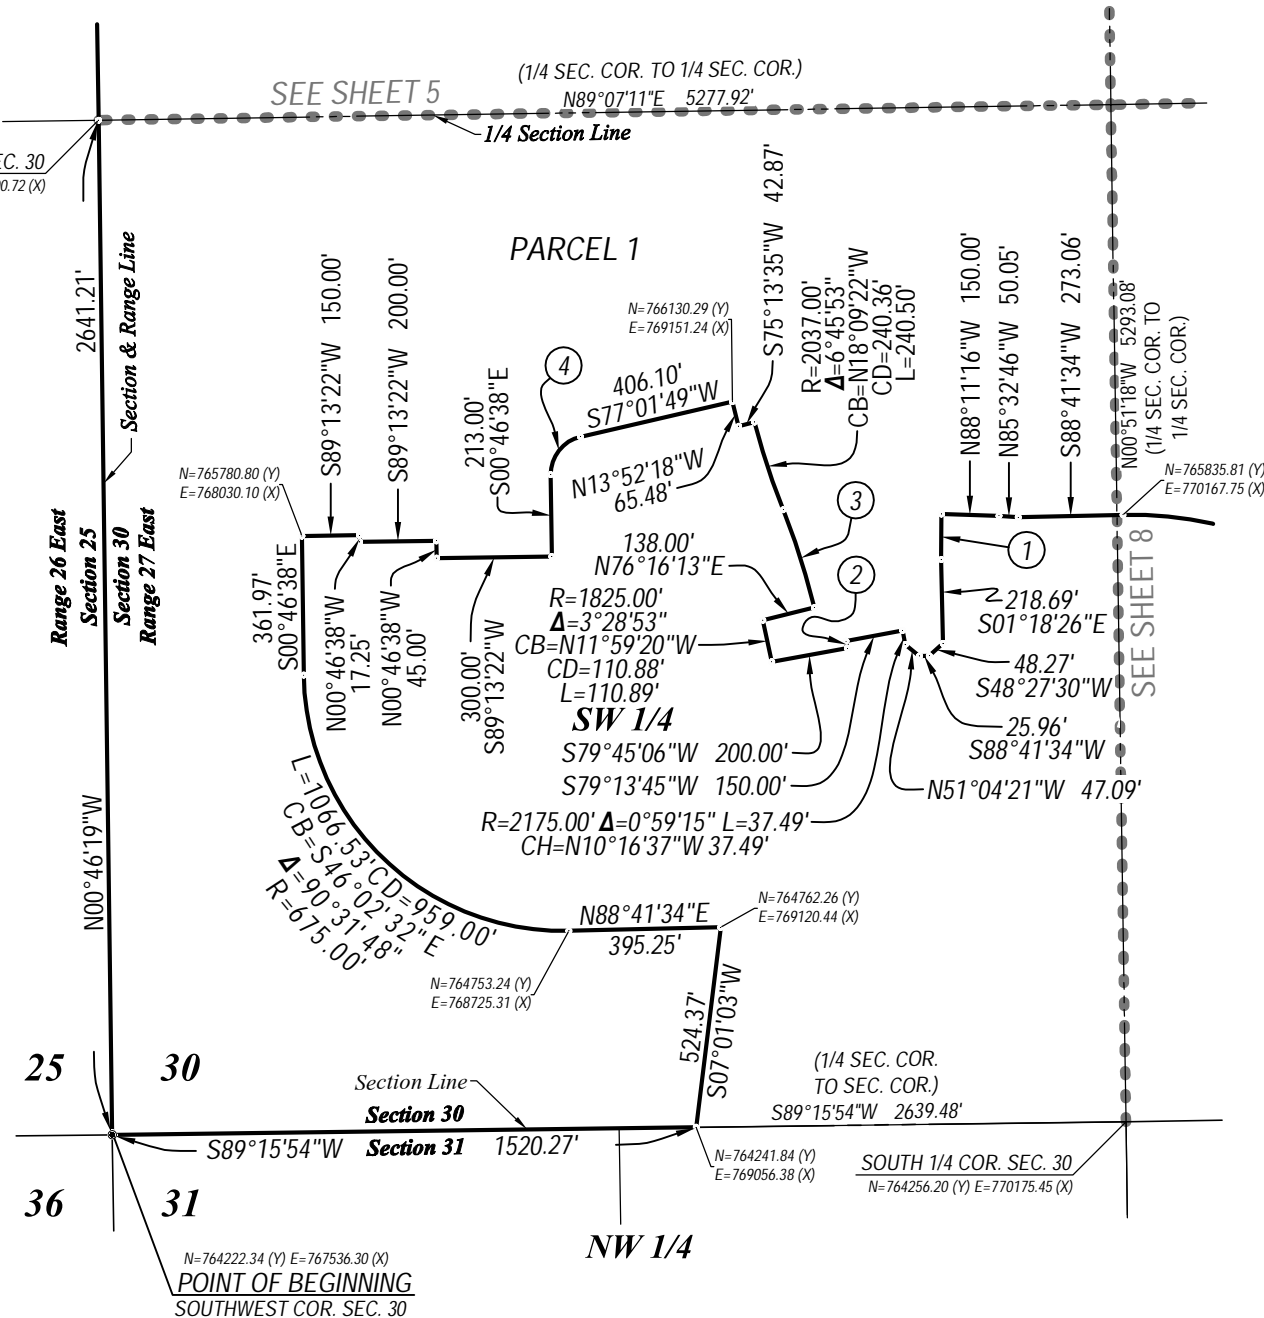 (1/4 SEC. COR. TO 1/4 SEC. COR.)
SEE SHEET 5
N89°07'11"E 5277.92'
1/4 Section Line
EC. 30
0.72 (X)
2641.21'
Section & Range Line
N00°46'19"W
Range 26 East
Section 25
Section 30
Range 27 East
PARCEL 1
N=766130.29 (Y)
E=769151.24 (X)
S75°13'35"W 42.87'
R=2037.00'
Δ=6°45'53"
CB=N18°09'22"W
CD=240.36'
L=240.50'
N88°11'16"W 150.00'
N85°32'46"W 50.05'
S88°41'34"W 273.06'
N00°51'18"W 5293.08'
(1/4 SEC. COR. TO
1/4 SEC. COR.)
N=765835.81 (Y)
E=770167.75 (X)
SEE SHEET 8
S89°13'22"W 150.00'
S89°13'22"W 200.00'
213.00'
S00°46'38"E
4
406.10'
S77°01'49"W
N13°52'18"W
65.48'
N=765780.80 (Y)
E=768030.10 (X)
361.97'
S00°46'38"E
N00°46'38"W
17.25'
N00°46'38"W
45.00'
300.00'
S89°13'22"W
138.00'
N76°16'13"E
3
2
1
R=1825.00'
Δ=3°28'53"
CB=N11°59'20"W
CD=110.88'
L=110.89'
218.69'
S01°18'26"E
48.27'
S48°27'30"W
25.96'
S88°41'34"W
SW 1/4
S79°45'06"W 200.00'
S79°13'45"W 150.00'
N51°04'21"W 47.09'
R=2175.00' Δ=0°59'15" L=37.49'
CH=N10°16'37"W 37.49'
L=1066.53' CD=959.00'
CB=S46°02'32"E
Δ=90°31'48"
R=675.00'
N88°41'34"E
395.25'
N=764762.26 (Y)
E=769120.44 (X)
N=764753.24 (Y)
E=768725.31 (X)
524.37'
S07°01'03"W
25
30
Section Line
Section 30
(1/4 SEC. COR.
TO SEC. COR.)
S89°15'54"W 2639.48'
S89°15'54"W Section 31 1520.27'
N=764241.84 (Y)
E=769056.38 (X)
SOUTH 1/4 COR. SEC. 30
N=764256.20 (Y) E=770175.45 (X)
36
31
NW 1/4
N=764222.34 (Y) E=767536.30 (X)
POINT OF BEGINNING
SOUTHWEST COR. SEC. 30